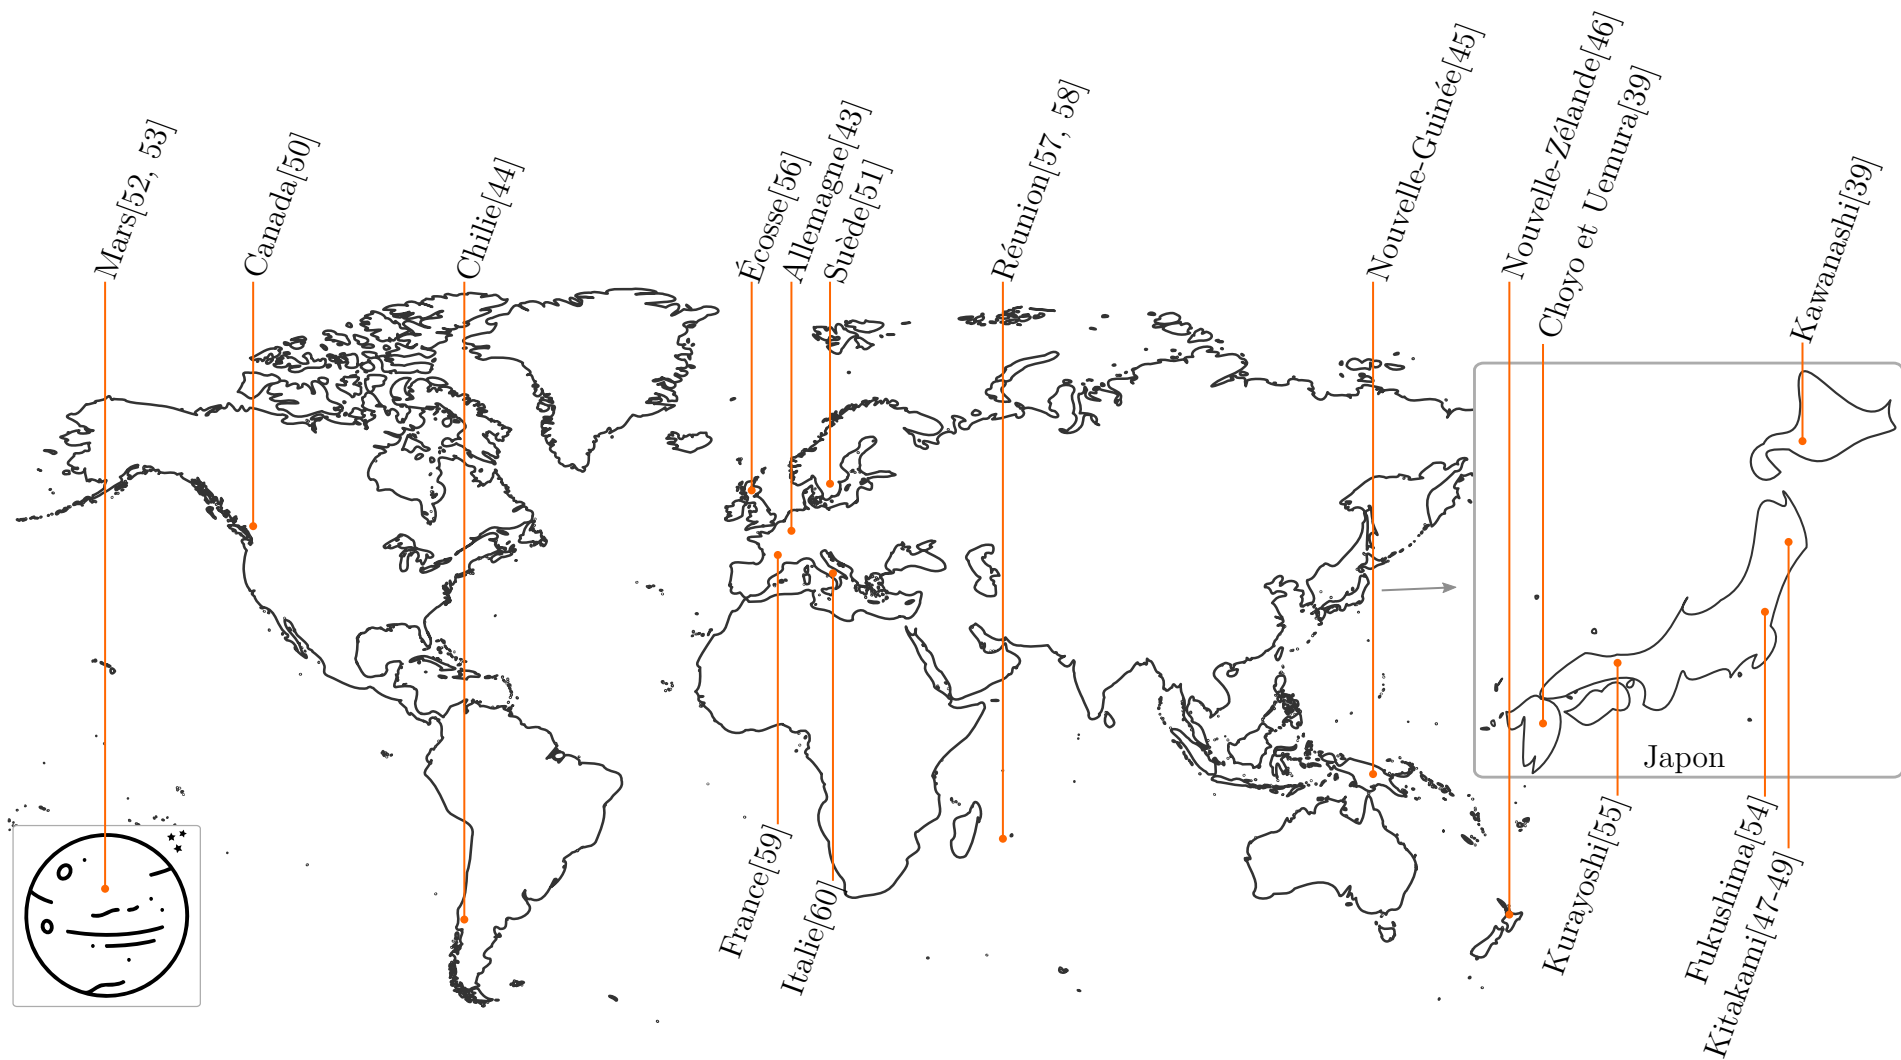 Mars[52, 53]
Canada[50]
Chilie[44]
Écosse[56]
Allemagne[43]
Suède[51]
Réunion[57, 58]
Nouvelle-Guinée[45]
Nouvelle-Zélande[46]
Choyo et Uemura[39]
Kawanashi[39]
Japon
France[59]
Italie[60]
Kurayoshi[55]
Fukushima[54]
Kitakami[47-49]